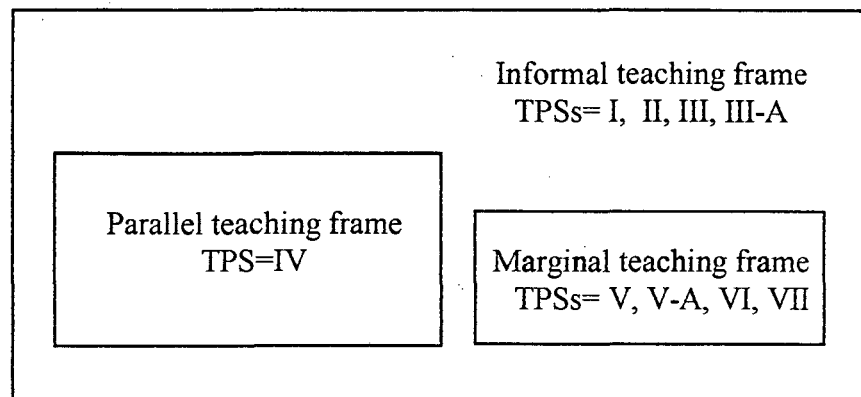 Informal teaching frame
TPSs= I, II, III, III-A
Parallel teaching frame
TPS=IV
Marginal teaching frame
TPSs= V, V-A, VI, VII